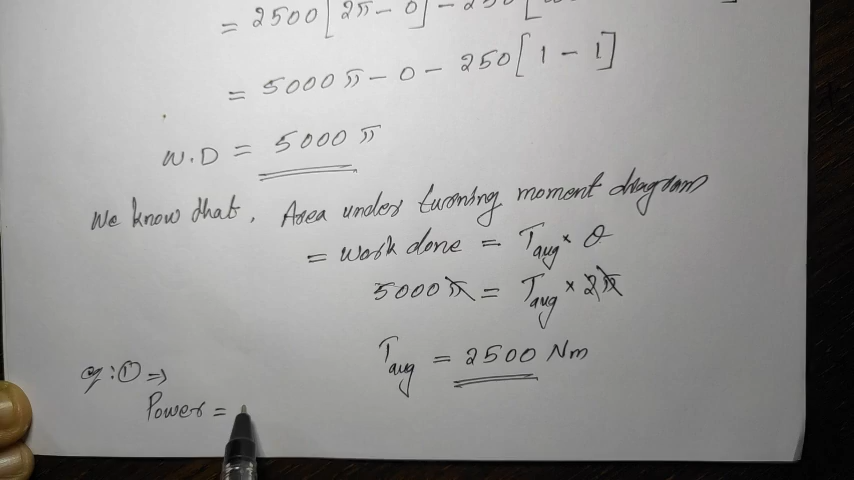 = 2500[2π - 0] - 250[
= 5000π - 0 - 250[1 - 1]
W.D = 5000π
We know that, Area under turning moment diagram
= work done = Tavg × θ
5000π = Tavg × 2π
Tavg = 2500 Nm
eq:① ⇒
Power =